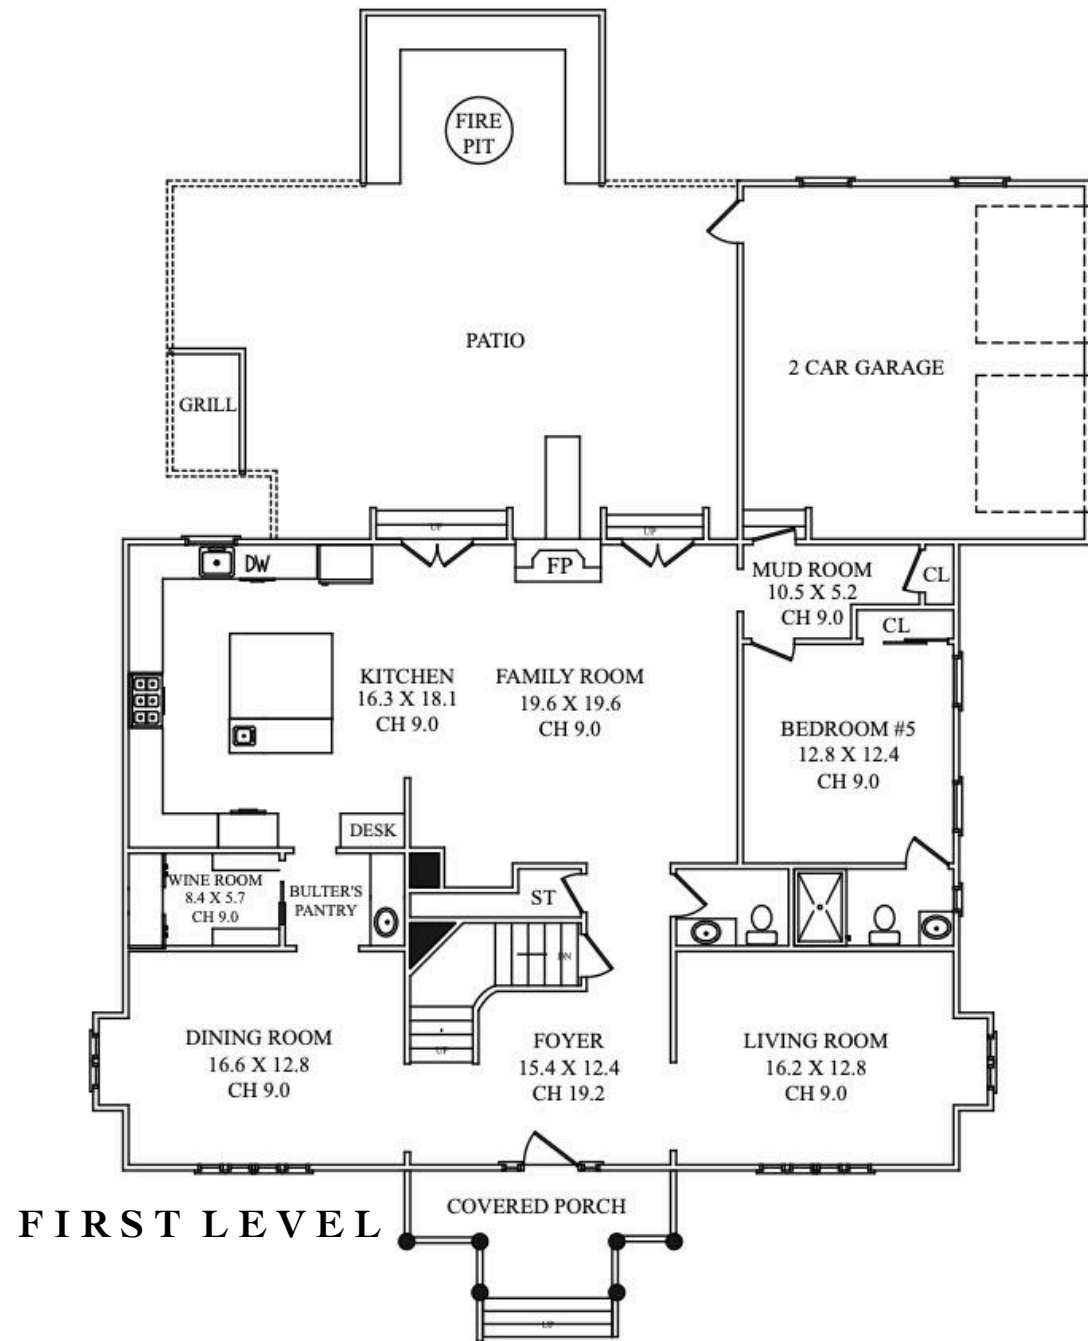 FIRE
PIT
PATIO
2 CAR GARAGE
GRILL
UP
UP
DW
FP
MUD ROOM
10.5 X 5.2
CH 9.0
CL
CL
KITCHEN
16.3 X 18.1
CH 9.0
FAMILY ROOM
19.6 X 19.6
CH 9.0
BEDROOM #5
12.8 X 12.4
CH 9.0
DESK
WINE ROOM
8.4 X 5.7
CH 9.0
BULTER'S
PANTRY
ST
DN
UP
DINING ROOM
16.6 X 12.8
CH 9.0
FOYER
15.4 X 12.4
CH 19.2
LIVING ROOM
16.2 X 12.8
CH 9.0
COVERED PORCH
FIRST LEVEL
UP